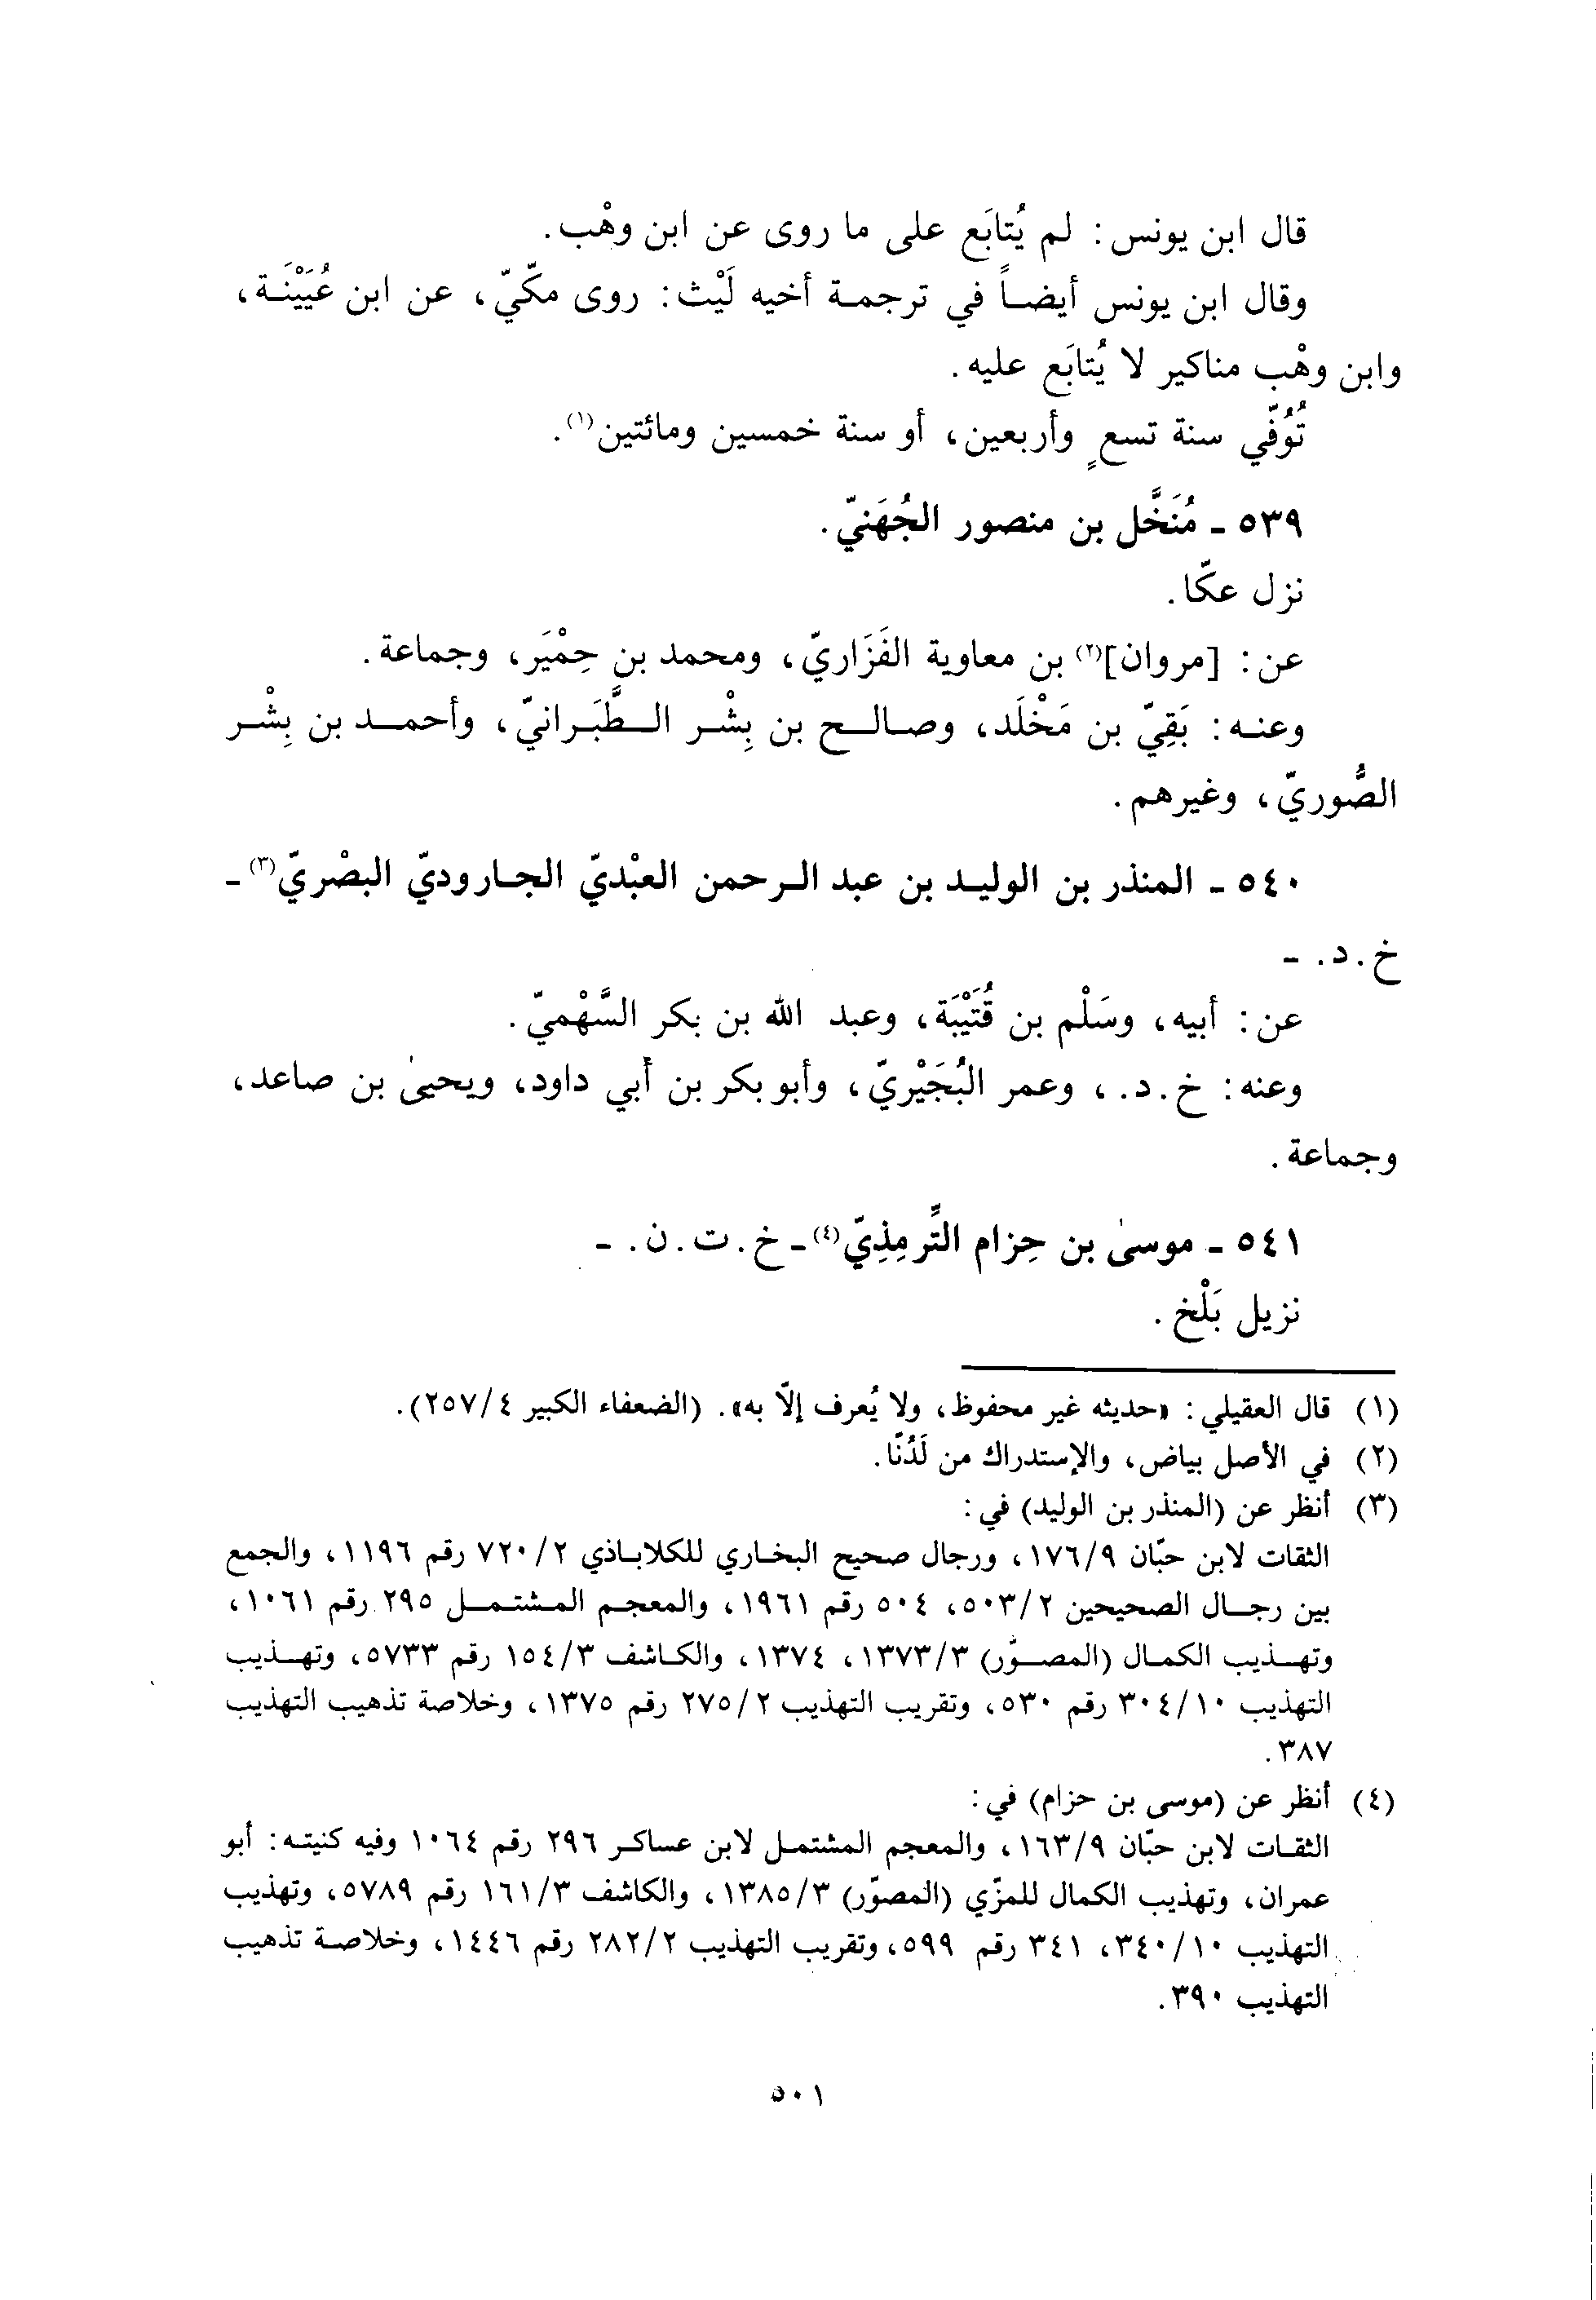 قال ابن يونس: لم يُتابَع على ما روى عن ابن وهْب.
وقال ابن يونس أيضاً في ترجمة أخيه لَيْث: روى مكّيّ، عن ابن عُيَيْنَة،
وابن وهْب مناكير لا يُتابَع عليه.
تُوُفّي سنة تسعٍ وأربعين، أو سنة خمسين ومائتين(١).
٥٣٩ - مُنَخَّل بن منصور الجُهَنيّ.
نزل عكّا.
عن: [مروان](٢) بن معاوية الفَزَاريّ، ومحمد بن حِمْيَر، وجماعة.
وعنه: بَقِيّ بن مَخْلَد، وصالح بن بِشْر الطَّبَرانيّ، وأحمد بن بِشْر
الصُّوريّ، وغيرهم.
٥٤٠ - المنذر بن الوليد بن عبد الرحمن العبْديّ الجاروديّ البصْريّ(٣) -
خ. د. -
عن: أبيه، وسَلْم بن قُتَيْبَة، وعبد الله بن بكر السَّهْميّ.
وعنه: خ. د.، وعمر البُجَيْريّ، وأبو بكر بن أبي داود، ويحيىٰ بن صاعد،
وجماعة.
٥٤١ - موسىٰ بن حِزام التِّرمِذِيّ(٤) - خ. ت. ن. -
نزيل بَلْخ.
(١) قال العقيلي: «حديثه غير محفوظ، ولا يُعرف إلّا به». (الضعفاء الكبير ٢٥٧/٤).
(٢) في الأصل بياض، والإستدراك من لَدُنّا.
(٣) أنظر عن (المنذر بن الوليد) في:
الثقات لابن حبّان ١٧٦/٩، ورجال صحيح البخاري للكلاباذي ٧٢٠/٢ رقم ١١٩٦، والجمع
بين رجال الصحيحين ٥٠٣/٢، ٥٠٤ رقم ١٩٦١، والمعجم المشتمل ٢٩٥ رقم ١٠٦١،
وتهذيب الكمال (المصوّر) ١٣٧٣/٣، ١٣٧٤، والكاشف ١٥٤/٣ رقم ٥٧٣٣، وتهذيب
التهذيب ٣٠٤/١٠ رقم ٥٣٠، وتقريب التهذيب ٢٧٥/٢ رقم ١٣٧٥، وخلاصة تذهيب التهذيب
٣٨٧.
(٤) أنظر عن (موسى بن حزام) في:
الثقات لابن حبّان ١٦٣/٩، والمعجم المشتمل لابن عساكر ٢٩٦ رقم ١٠٦٤ وفيه كنيته: أبو
عمران، وتهذيب الكمال للمزّي (المصوّر) ١٣٨٥/٣، والكاشف ١٦١/٣ رقم ٥٧٨٩، وتهذيب
التهذيب ٣٤٠/١٠، ٣٤١ رقم ٥٩٩، وتقريب التهذيب ٢٨٢/٢ رقم ١٤٤٦، وخلاصة تذهيب
التهذيب ٣٩٠.
٥٠١